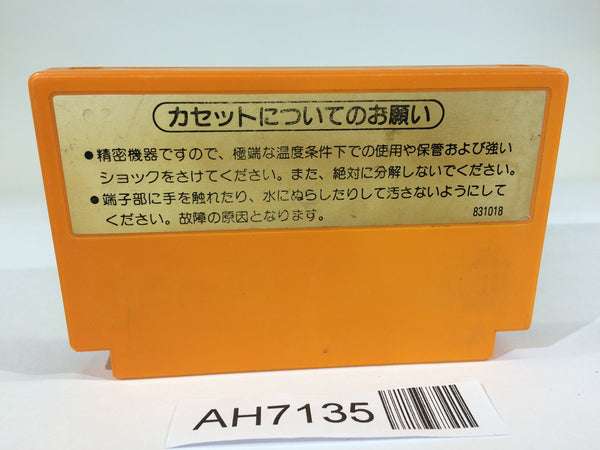 カセットについてのお願い
●精密機器ですので、極端な温度条件下での使用や保管および強い
ショックをさけてください。また、絶対に分解しないでください。
●端子部に手を触れたり、水にぬらしたりして汚さないようにして
ください。故障の原因となります。
831018
AH7135